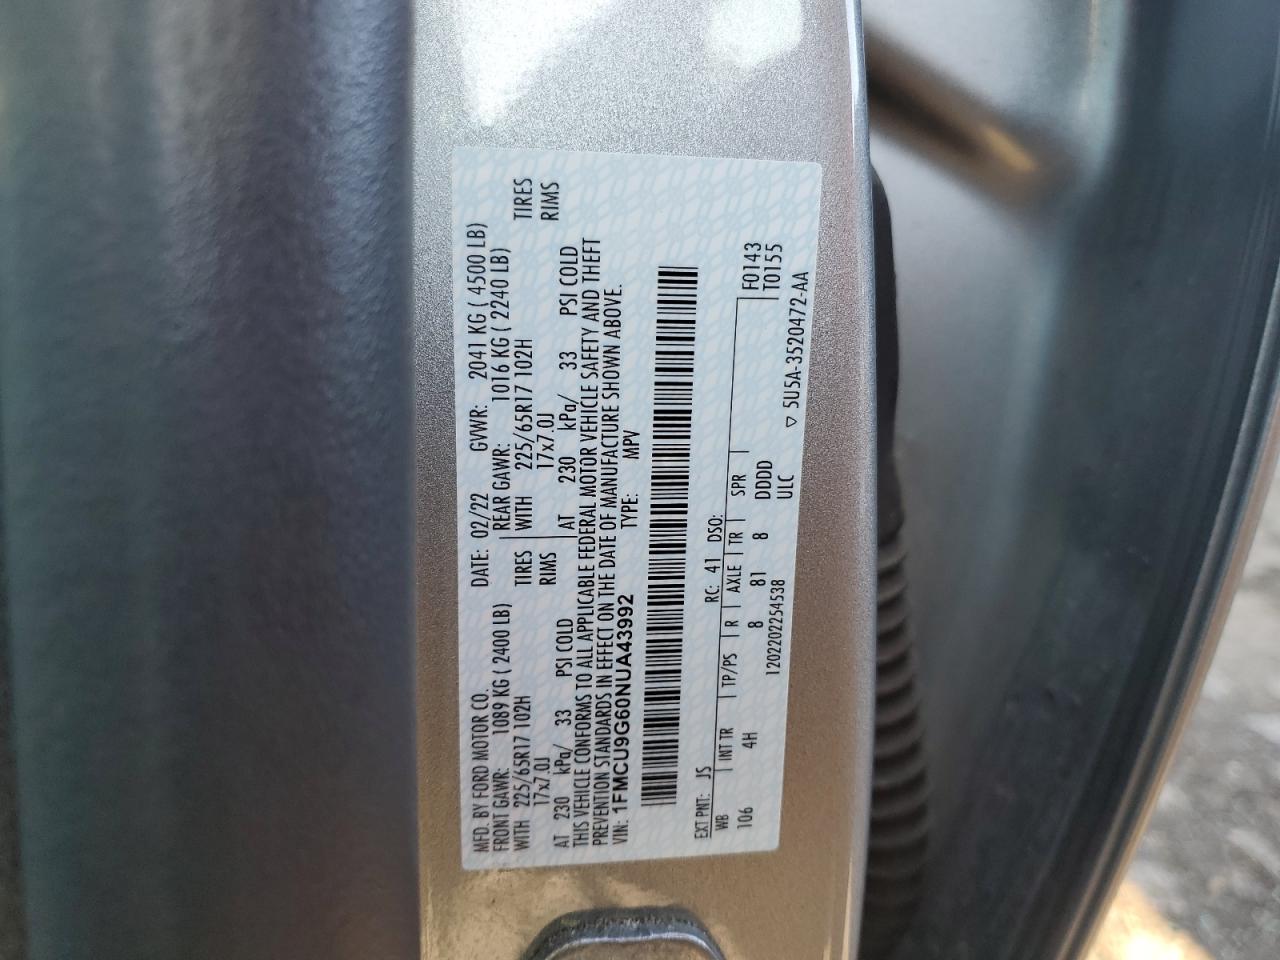 MFD. BY FORD MOTOR CO. DATE: 02/22 GVWR: 2041 KG ( 4500 LB)
FRONT GAWR: 1089 KG ( 2400 LB) REAR GAWR: 1016 KG ( 2240 LB)
WITH 225/65R17 102H TIRES WITH 225/65R17 102H TIRES
17x7.0J RIMS 17x7.0J RIMS
AT 230 kPa/ 33 PSI COLD AT 230 kPa/ 33 PSI COLD
THIS VEHICLE CONFORMS TO ALL APPLICABLE FEDERAL MOTOR VEHICLE SAFETY AND THEFT
PREVENTION STANDARDS IN EFFECT ON THE DATE OF MANUFACTURE SHOWN ABOVE.
VIN: 1FMCU9G60NUA43992 TYPE: MPV
EXT PNT: JS RC: 41 DSO:
WB INT TR TP/PS R AXLE TR SPR F0143
106 4H 8 81 8 DDDD T0155
120220225453​8 ULC
▽ 5U5A-3520472-AA